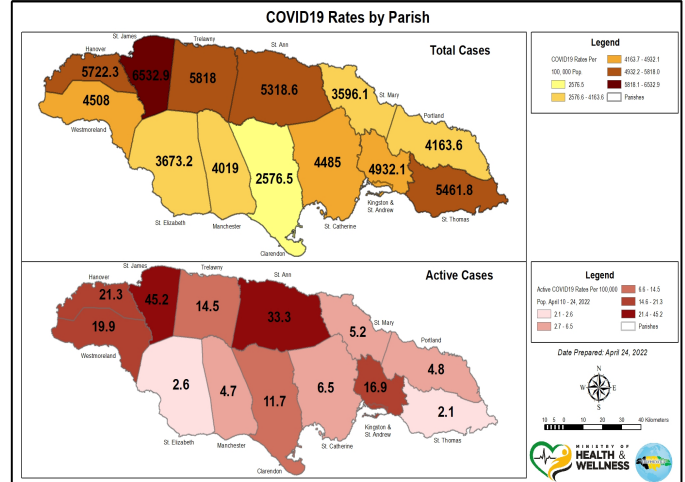 COVID19 Rates by Parish
Total Cases
Hanover
St. James
Trelawny
St. Ann
5722.3
6532.9
5818
5318.6
3596.1
St. Mary
4508
Portland
Westmoreland
4163.6
3673.2
4019
2576.5
4485
4932.1
5461.8
Kingston &
St. Andrew
St. Elizabeth
Manchester
St. Catherine
St. Thomas
Clarendon
Legend
COVID19 Rates Per
100, 000 Pop
2576.5
2576.6 - 4163.6
4163.7 - 4932.1
4932.2 - 5818.0
5818.1 - 6532.9
Parishes
Active Cases
Hanover
St. James
Trelawny
St. Ann
21.3
45.2
14.5
33.3
5.2
St. Mary
19.9
Portland
Westmoreland
4.8
2.6
4.7
11.7
6.5
16.9
2.1
Kingston &
St. Andrew
St. Elizabeth
Manchester
St. Thomas
Clarendon
Legend
Active COVID19 Rates Per 100,000
Pop April 10 - 24, 2022
2.1 - 2.6
2.7 - 6.5
6.6 - 14.5
14.6 - 21.3
21.4 - 45.2
Parishes
Date Prepared: April 24, 2022
N
W
E
S
10 5 0 10 20 30 40 Kilometers
MINISTRY OF
HEALTH &
WELLNESS